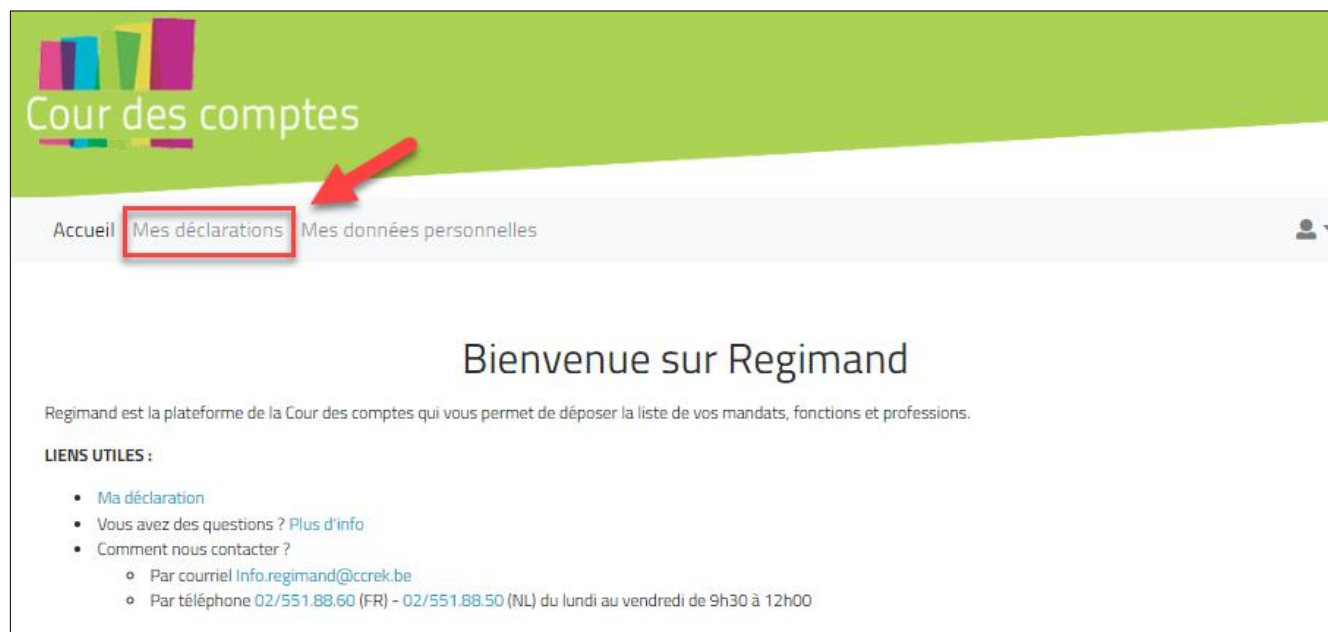 Cour des comptes
Accueil Mes déclarations Mes données personnelles
Bienvenue sur Regimand
Regimand est la plateforme de la Cour des comptes qui vous permet de déposer la liste de vos mandats, fonctions et professions.
LIENS UTILES :
Ma déclaration
Vous avez des questions ? Plus d'info
Comment nous contacter ?
Par courriel Info.regimand@ccrek.be
Par téléphone 02/551.88.60 (FR) - 02/551.88.50 (NL) du lundi au vendredi de 9h30 à 12h00